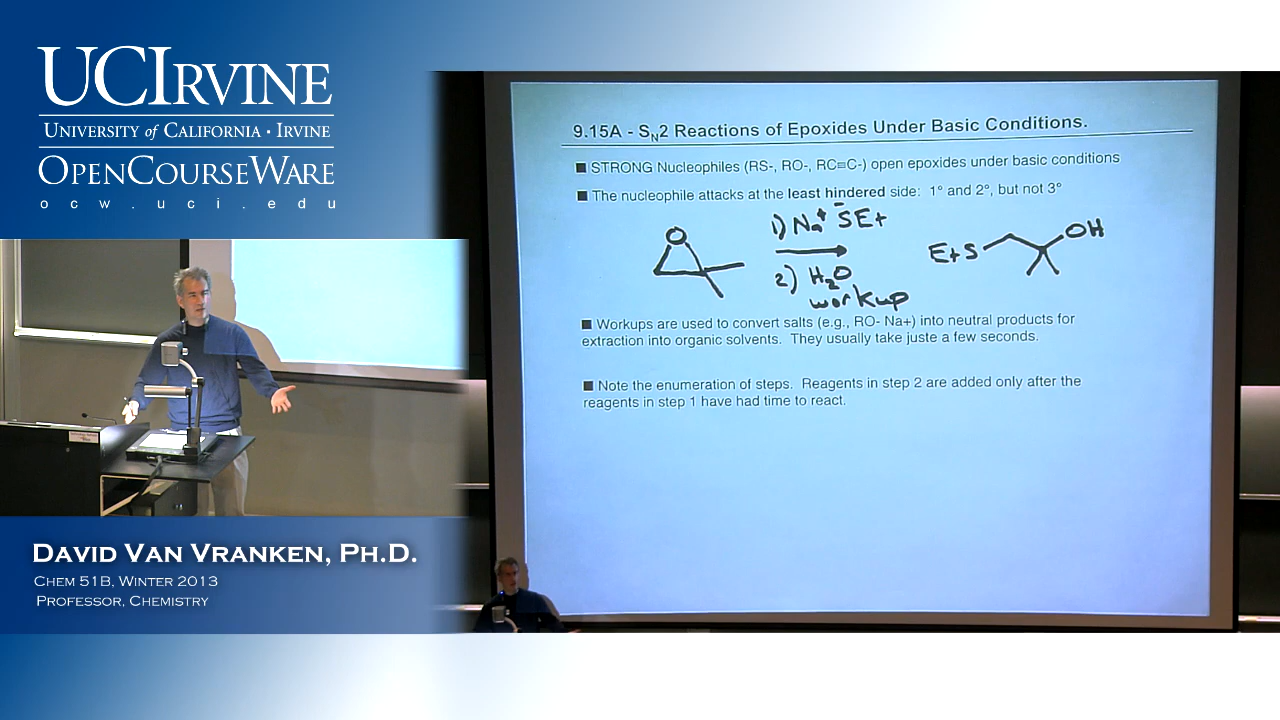 UCIRVINE
UNIVERSITY of CALIFORNIA • IRVINE
OPENCOURSEWARE
ocw.uci.edu
9.15A - SN2 Reactions of Epoxides Under Basic Conditions.
■ STRONG Nucleophiles (RS-, RO-, RC≡C-) open epoxides under basic conditions
■ The nucleophile attacks at the least hindered side: 1° and 2°, but not 3°
O
1) Na+ -SEt
2) H2O
workup
EtS
OH
■ Workups are used to convert salts (e.g., RO- Na+) into neutral products for
extraction into organic solvents. They usually take juste a few seconds.
■ Note the enumeration of steps. Reagents in step 2 are added only after the
reagents in step 1 have had time to react.
DAVID VAN VRANKEN, PH.D.
CHEM 51B, WINTER 2013
PROFESSOR, CHEMISTRY